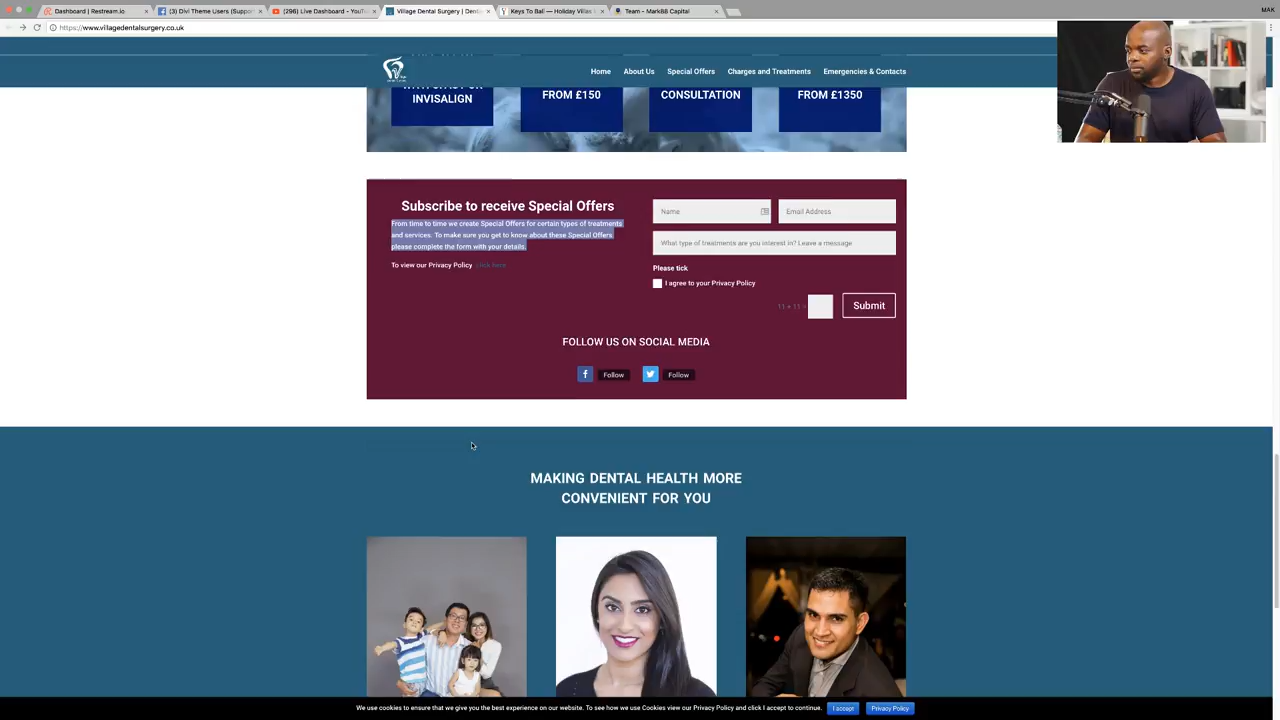 Dashboard | Restream.io
(3) Divi Theme Users (Suppor
(296) Live Dashboard - YouTu
Village Dental Surgery | Den
Keys To Bali — Holiday Villas
Team - Mark88 Capital
MAK
https://www.villagedentalsurgery.co.uk
Home
About Us
Special Offers
Charges and Treatments
Emergencies & Contacts
INVISALIGN
FROM £150
CONSULTATION
FROM £1350
Subscribe to receive Special Offers
From time to time we create Special Offers for certain types of treatments
and services. To make sure you get to know about these Special Offers
please complete the form with your details.
To view our Privacy Policy click here
Name
Email Address
What type of treatments are you interest in? Leave a message
Please tick
I agree to your Privacy Policy
11 + 11 =
Submit
FOLLOW US ON SOCIAL MEDIA
Follow
Follow
MAKING DENTAL HEALTH MORE
CONVENIENT FOR YOU
We use cookies to ensure that we give you the best experience on our website. To see how we use Cookies view our Privacy Policy and click I accept to continue.
I accept
Privacy Policy